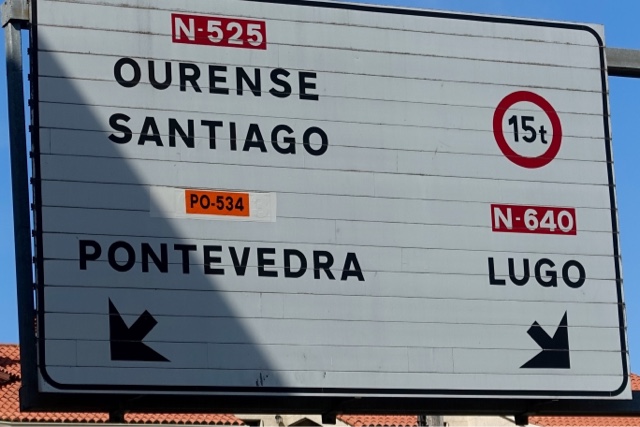 N-525
OURENSE
SANTIAGO
PO-534
PONTEVEDRA
15t
N-640
LUGO